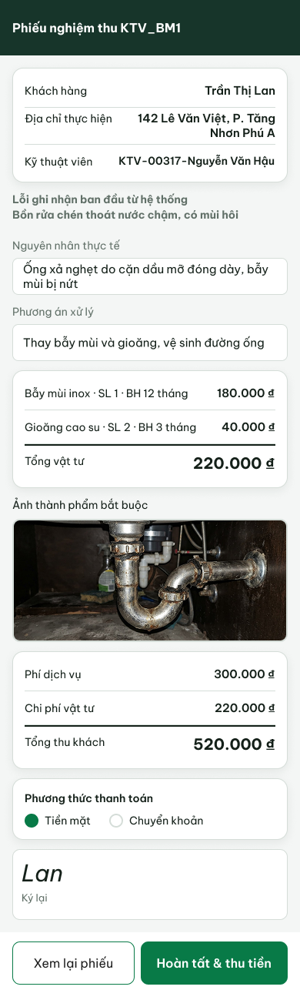 Phiếu nghiệm thu KTV_BM1
Khách hàng
Trần Thị Lan
Địa chỉ thực hiện
142 Lê Văn Việt, P. Tăng
Nhơn Phú A
Kỹ thuật viên
KTV-00317-Nguyễn Văn Hậu
Lỗi ghi nhận ban đầu từ hệ thống
Bồn rửa chén thoát nước chậm, có mùi hôi
Nguyên nhân thực tế
Ống xả nghẹt do cặn dầu mỡ đóng dày, bẫy
mùi bị nứt
Phương án xử lý
Thay bẫy mùi và gioăng, vệ sinh đường ống
Bẫy mùi inox · SL 1 · BH 12 tháng
180.000 ₫
Gioăng cao su · SL 2 · BH 3 tháng
40.000 ₫
Tổng vật tư
220.000 ₫
Ảnh thành phẩm bắt buộc
Phí dịch vụ
300.000 ₫
Chi phí vật tư
220.000 ₫
Tổng thu khách
520.000 ₫
Phương thức thanh toán
Tiền mặt
Chuyển khoản
Lan
Ký lại
Xem lại phiếu
Hoàn tất & thu tiền